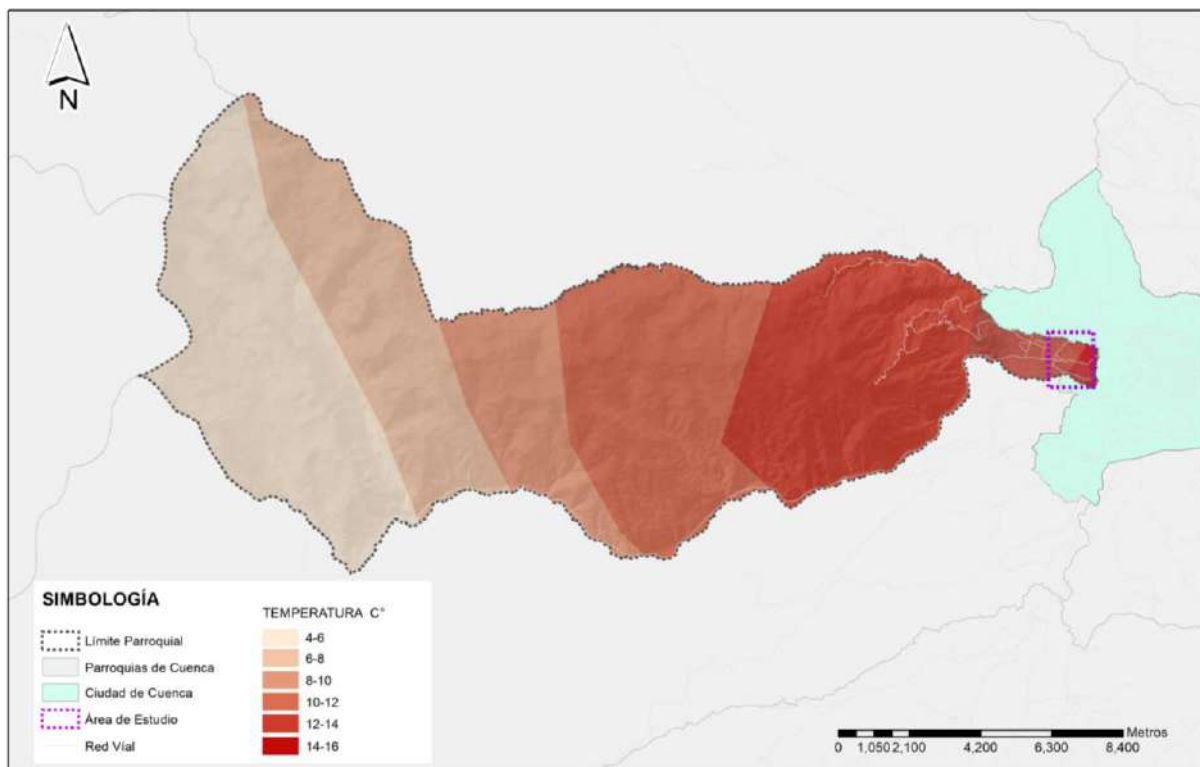 N
SIMBOLOGÍA
Límite Parroquial
Parroquias de Cuenca
Ciudad de Cuenca
Área de Estudio
Red Víal
TEMPERATURA C°
4-6
6-8
8-10
10-12
12-14
14-16
Metros
0 1,050 2,100 4,200 6,300 8,400